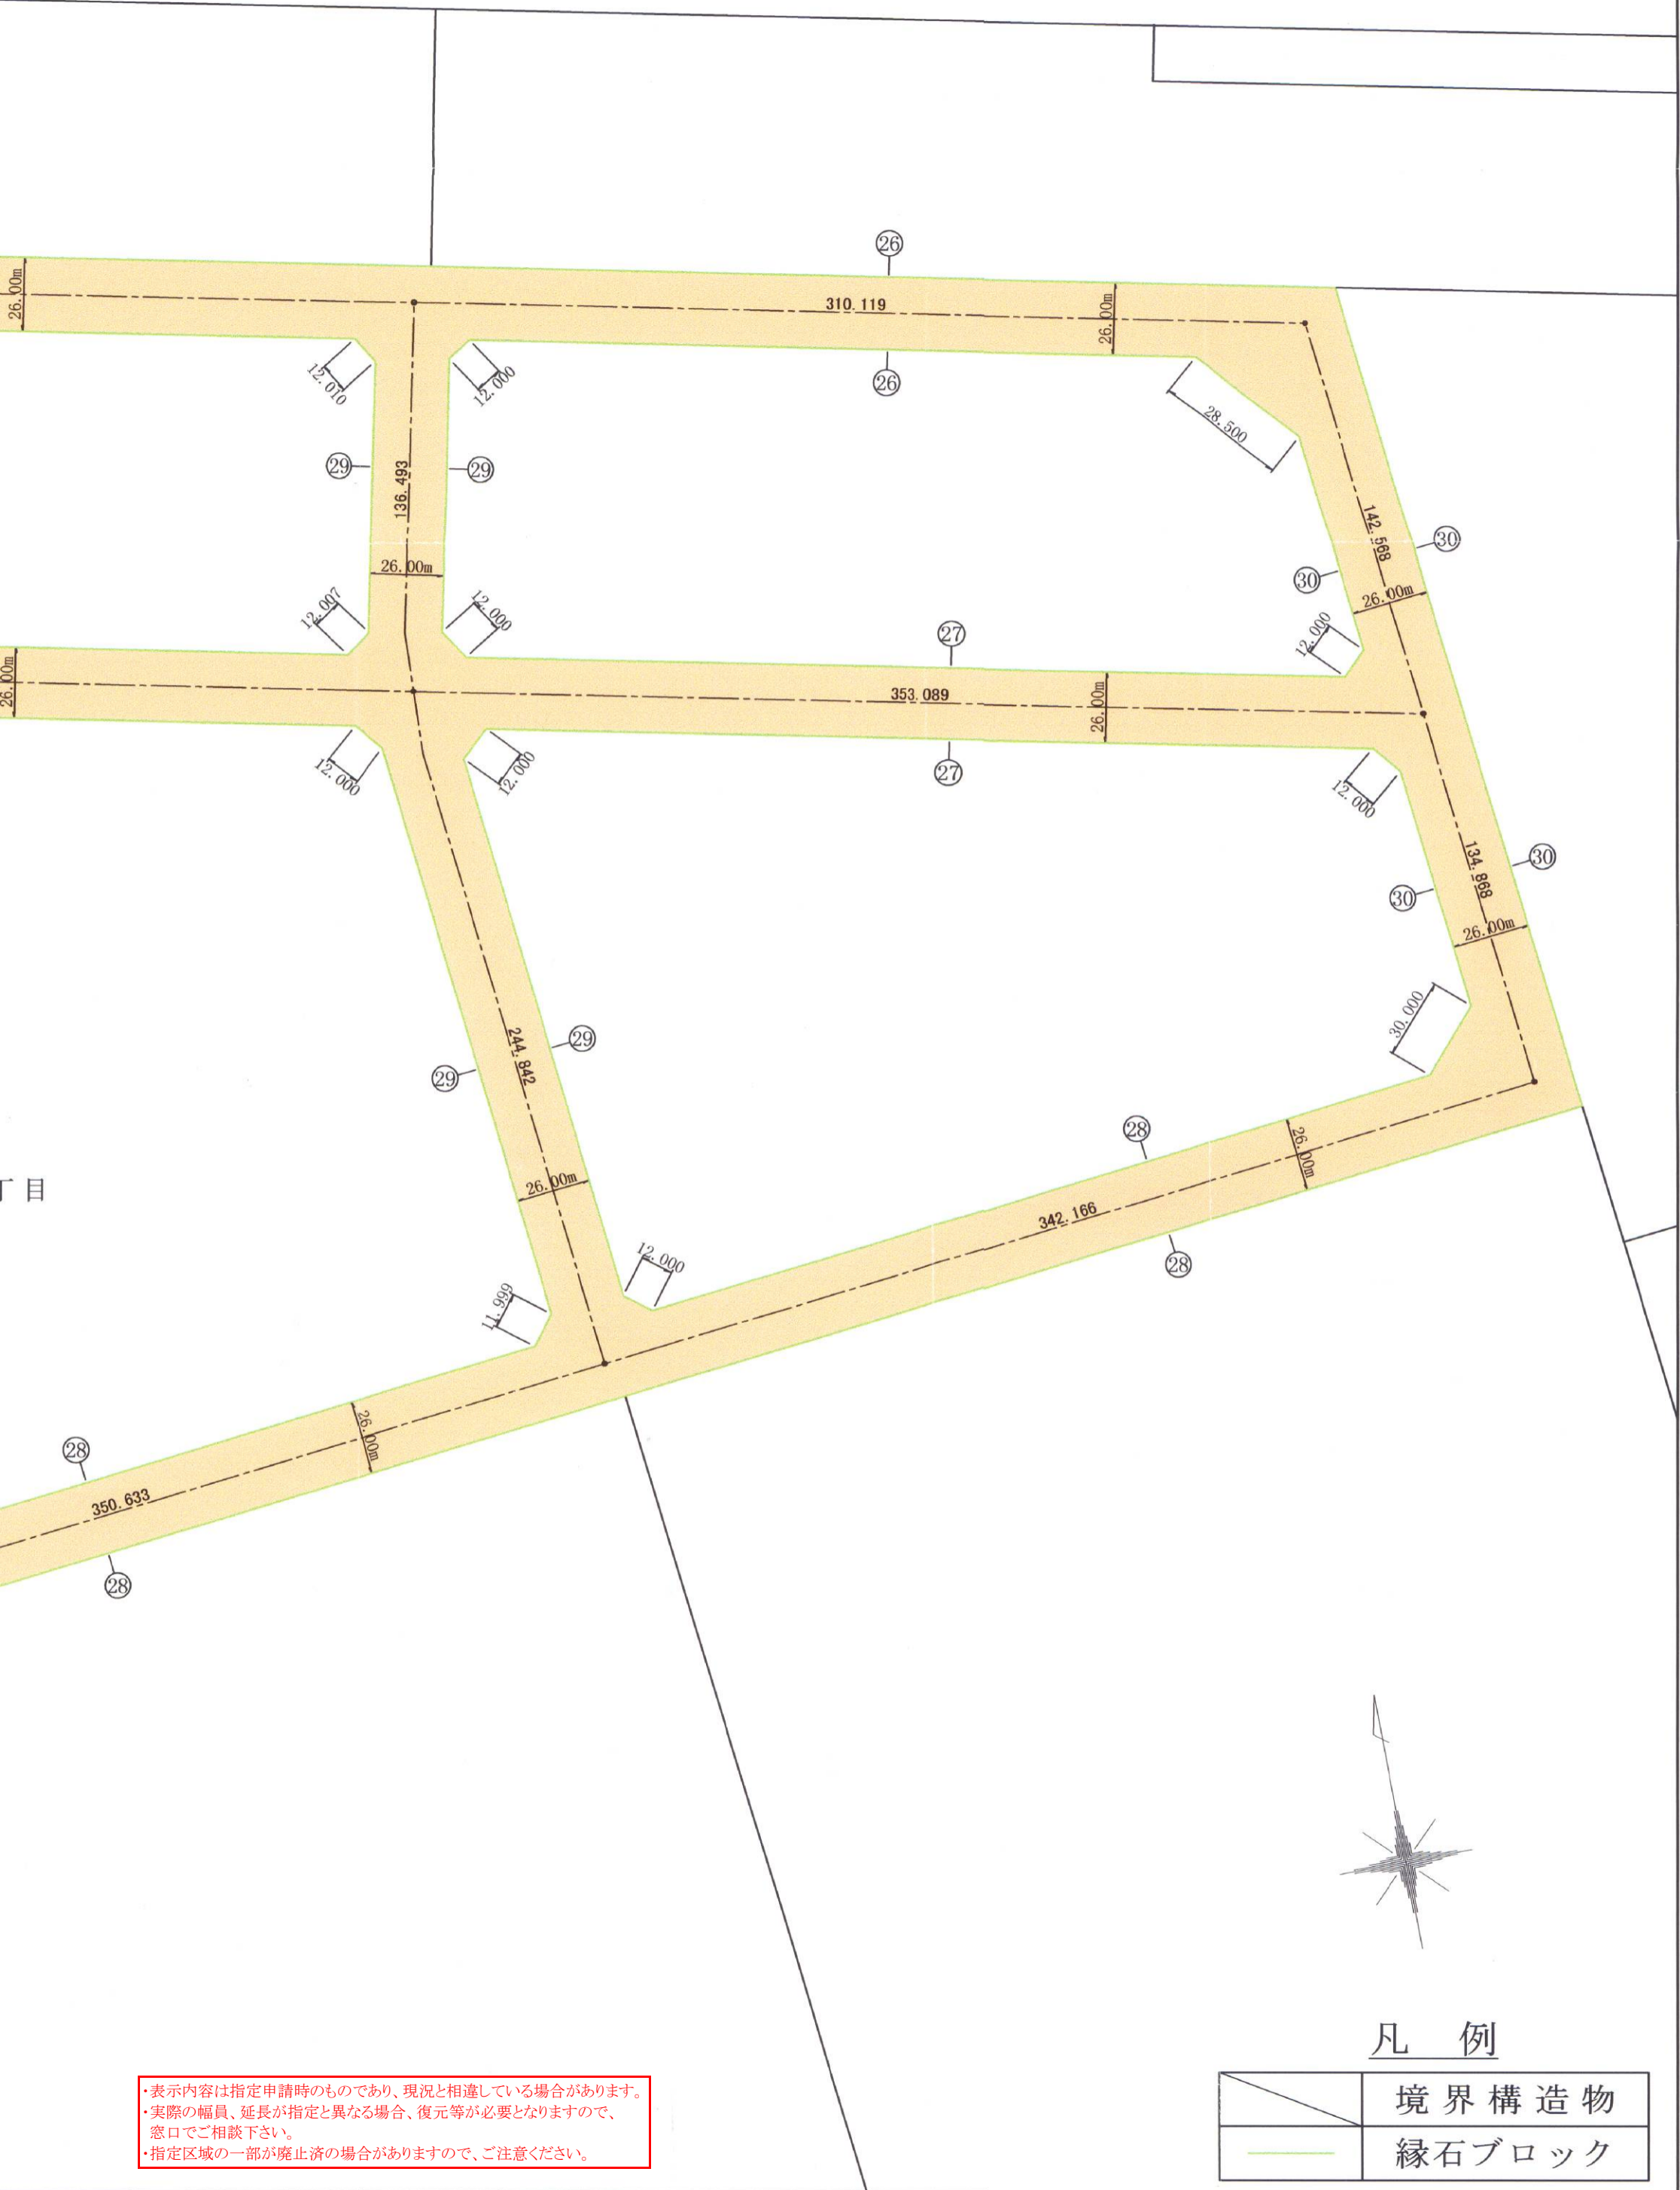 26
26.00m
310.119
26.00m
26
12.010
12.000
28.500
29
29
136.493
142.568
30
30
26.00m
26.00m
12.007
12.000
12.000
27
26.00m
353.089
26.00m
27
12.000
12.000
12.000
134.868
30
30
26.00m
30.000
244.842
29
29
28
26.00m
丁目
26.00m
342.166
28
12.000
11.999
26.00m
28
350.633
28
凡 例
境界構造物
縁石ブロック
・表示内容は指定申請時のものであり、現況と相違している場合があります。
・実際の幅員、延長が指定と異なる場合、復元等が必要となりますので、
窓口でご相談下さい。
・指定区域の一部が廃止済の場合がありますので、ご注意ください。